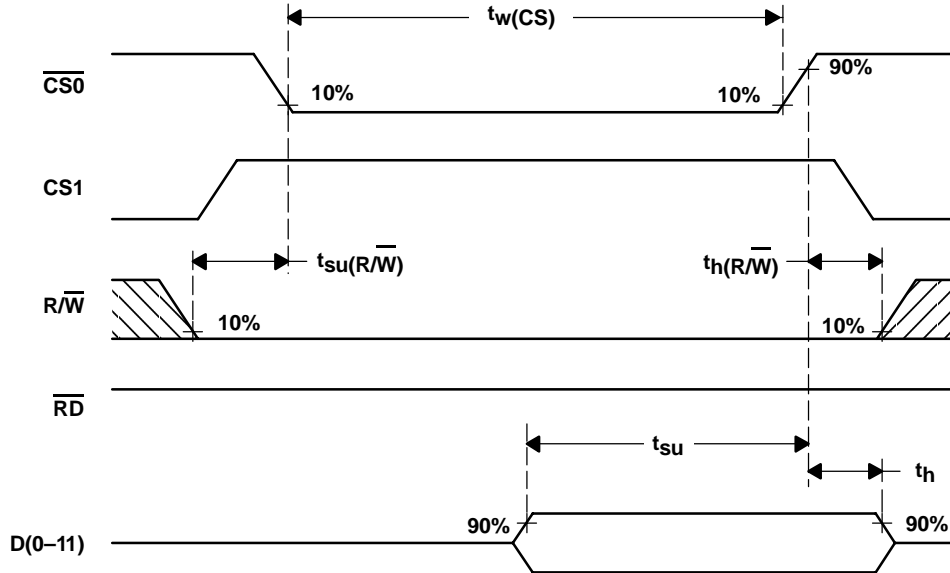 tw(CS)
CS0
10%
10%
90%
CS1
tsu(R/W)
th(R/W)
R/W
10%
10%
RD
tsu
th
90%
90%
D(0–11)